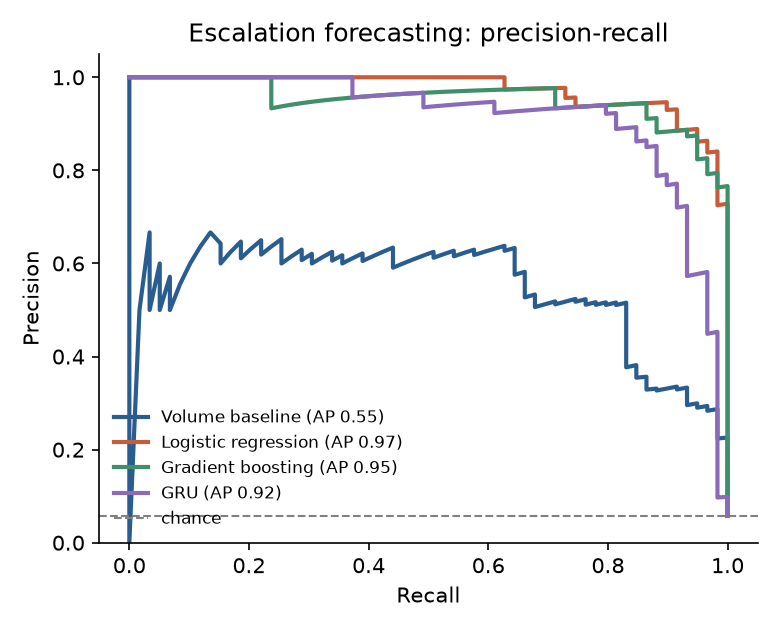 Escalation forecasting: precision-recall
Precision
1.0
0.8
0.6
0.4
0.2
0.0
Volume baseline (AP 0.55)
Logistic regression (AP 0.97)
Gradient boosting (AP 0.95)
GRU (AP 0.92)
chance
0.0 0.2 0.4 0.6 0.8 1.0
Recall